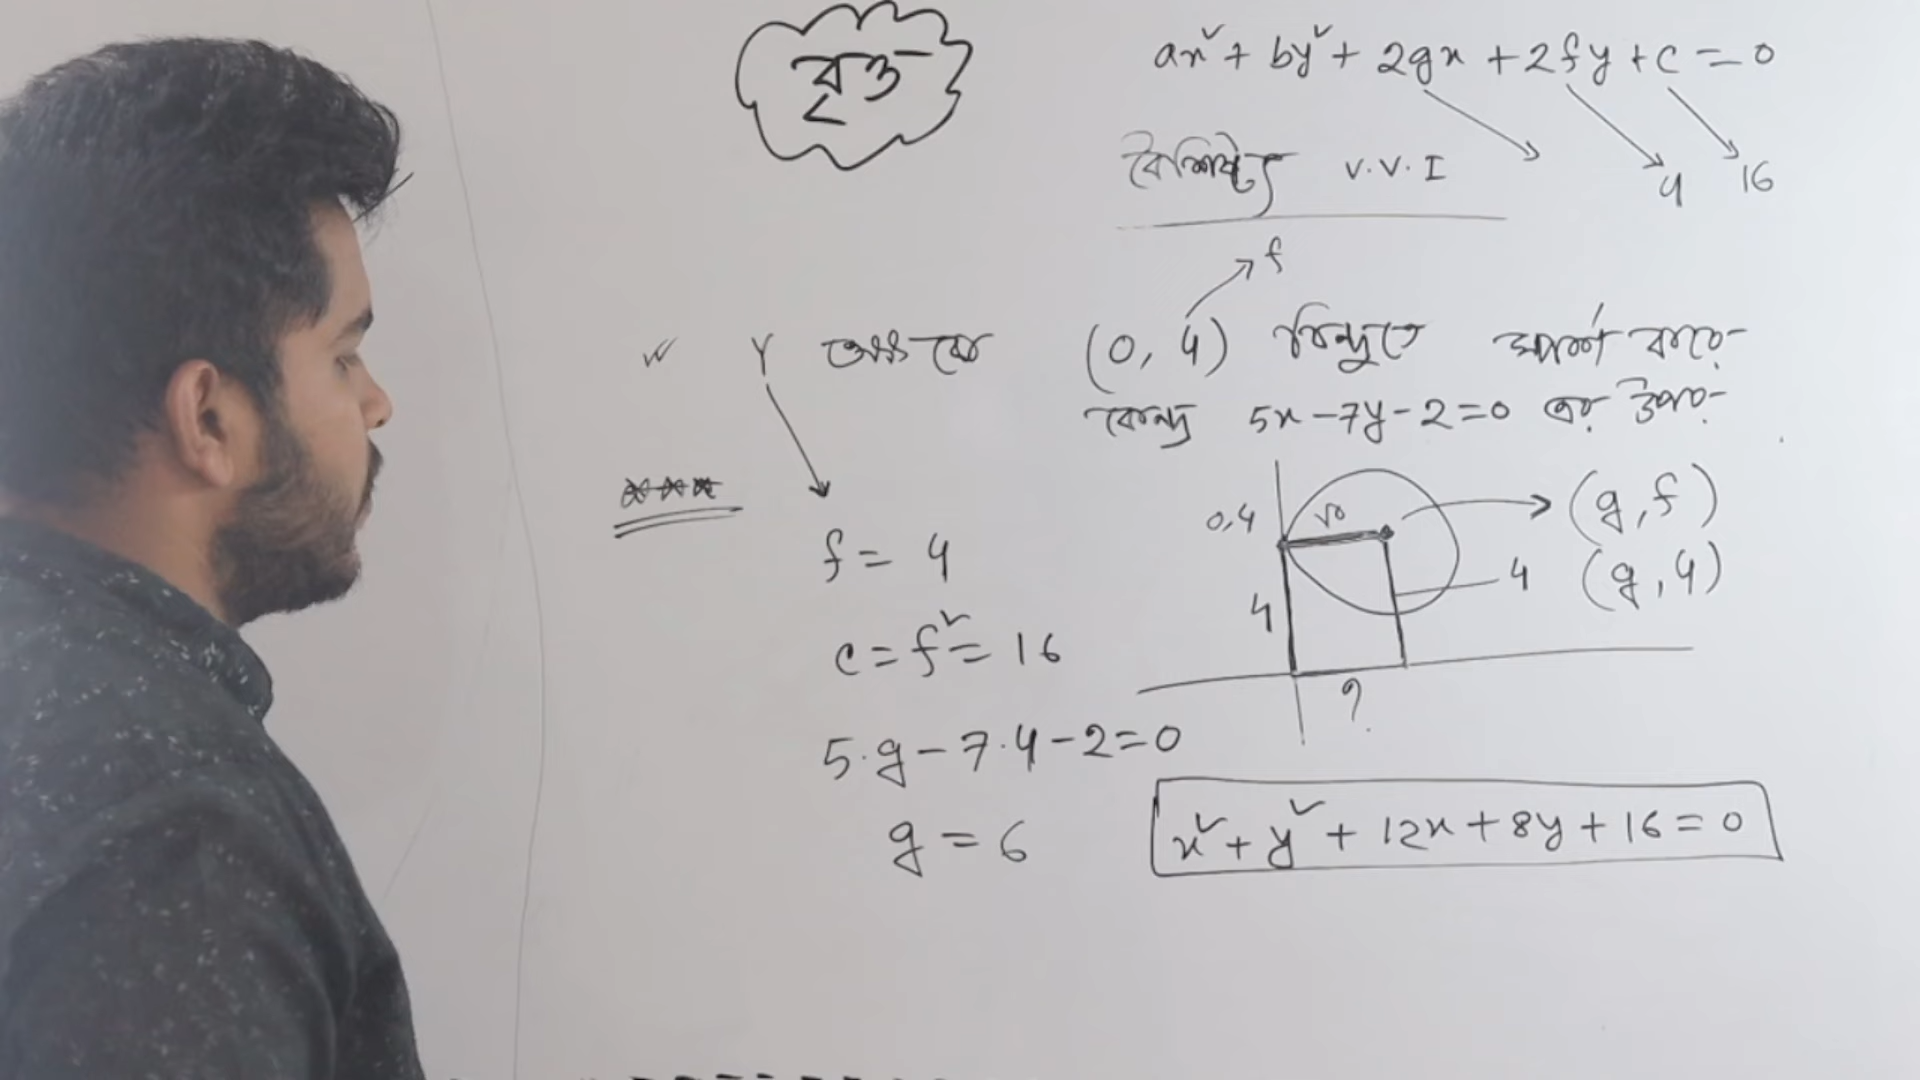 বৃত্ত
ax² + by² + 2gx + 2fy + c = 0
4 16
বৈশিষ্ট্য V.V.I
f
Y অক্ষকে (0, 4) বিন্দুতে স্পর্শ করে
কেন্দ্র 5x - 7y - 2 = 0 এর উপর
***
0,4
(g, f)
f = 4
4
4
(g, 4)
c = f² = 16
?
5·g - 7·4 - 2 = 0
g = 6
x² + y² + 12x + 8y + 16 = 0